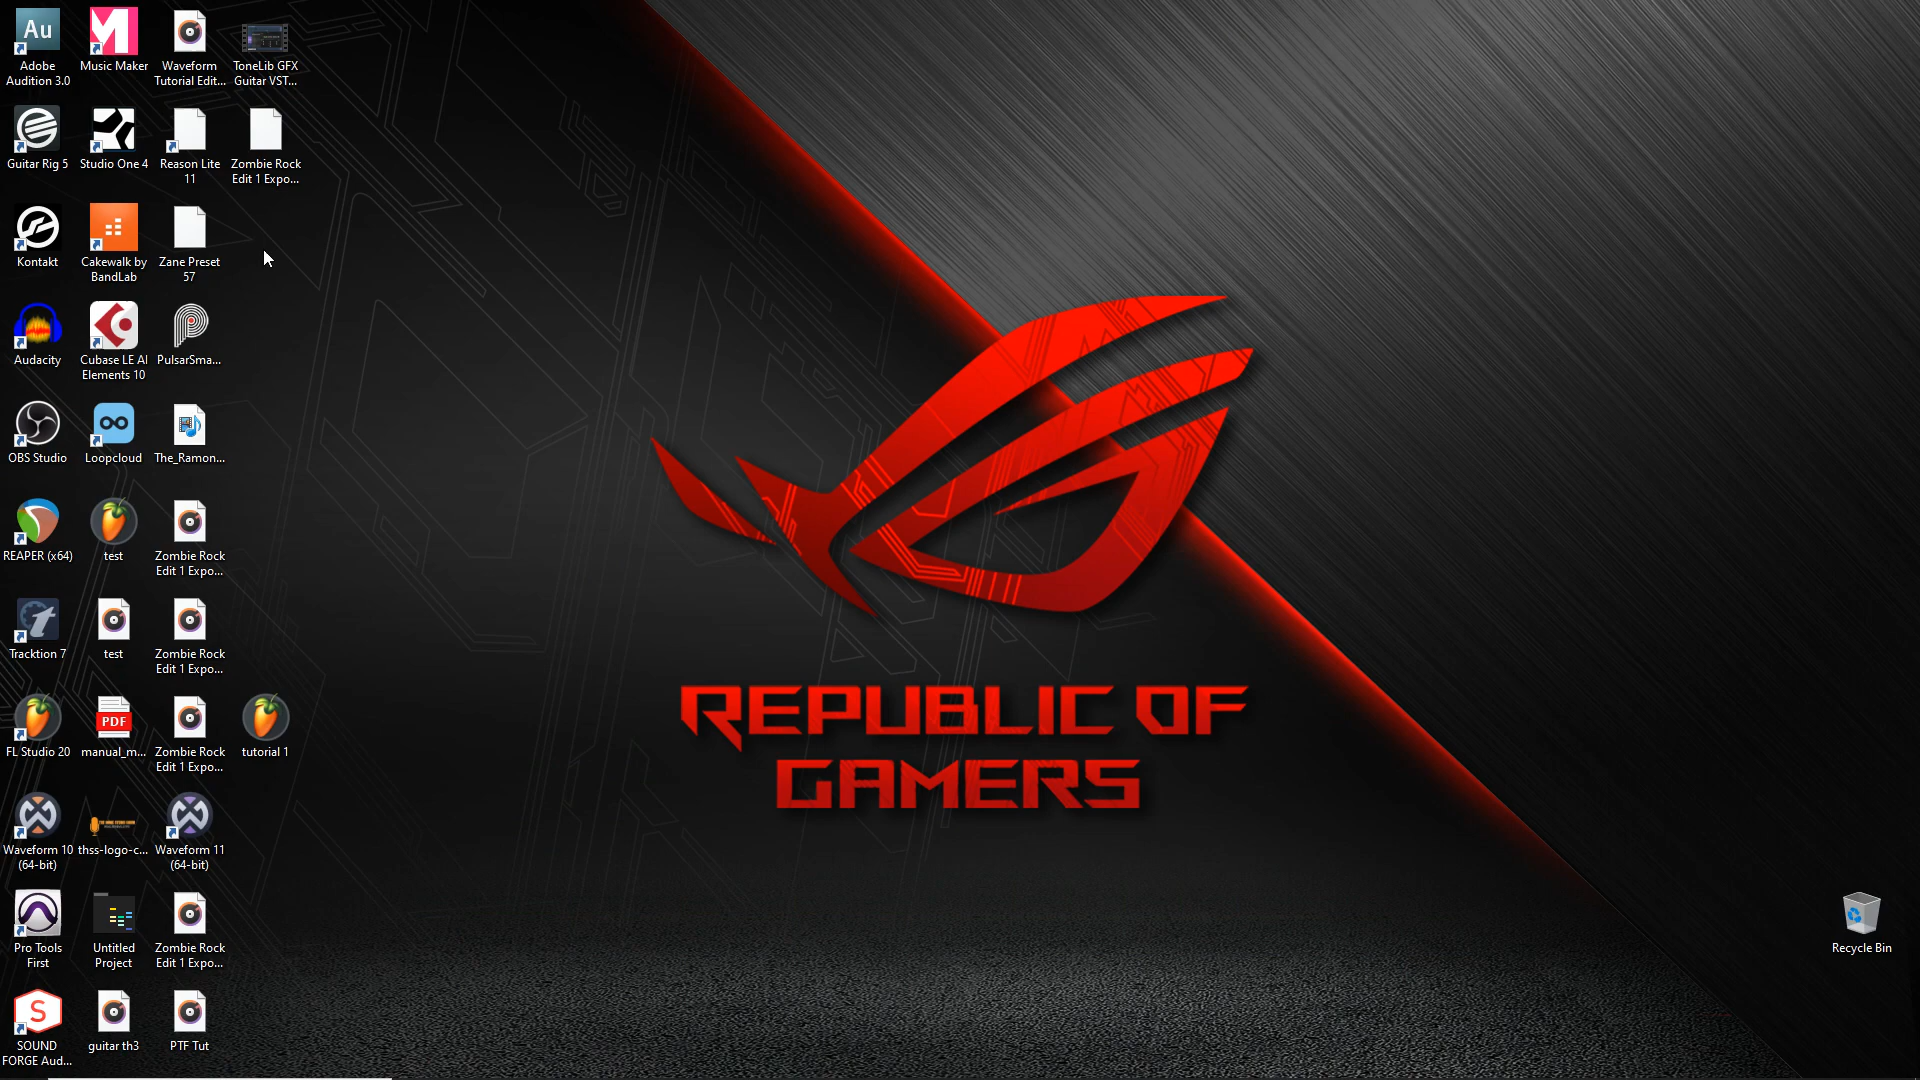 Adobe
Audition 3.0
Music Maker
Waveform
Tutorial Edit...
ToneLib GFX
Guitar VST...
Guitar Rig 5
Studio One 4
Reason Lite
11
Zombie Rock
Edit 1 Expo...
Kontakt
Cakewalk by
BandLab
Zane Preset
57
Audacity
Cubase LE AI
Elements 10
PulsarSma...
OBS Studio
Loopcloud
The_Ramon...
REAPER (x64)
test
Zombie Rock
Edit 1 Expo...
Tracktion 7
test
Zombie Rock
Edit 1 Expo...
FL Studio 20
PDF
manual_m...
Zombie Rock
Edit 1 Expo...
tutorial 1
Waveform 10
(64-bit)
thss-logo-c...
Waveform 11
(64-bit)
Pro Tools
First
Untitled
Project
Zombie Rock
Edit 1 Expo...
SOUND
FORGE Aud...
guitar th3
PTF Tut
REPUBLIC OF
GAMERS
Recycle Bin
Au